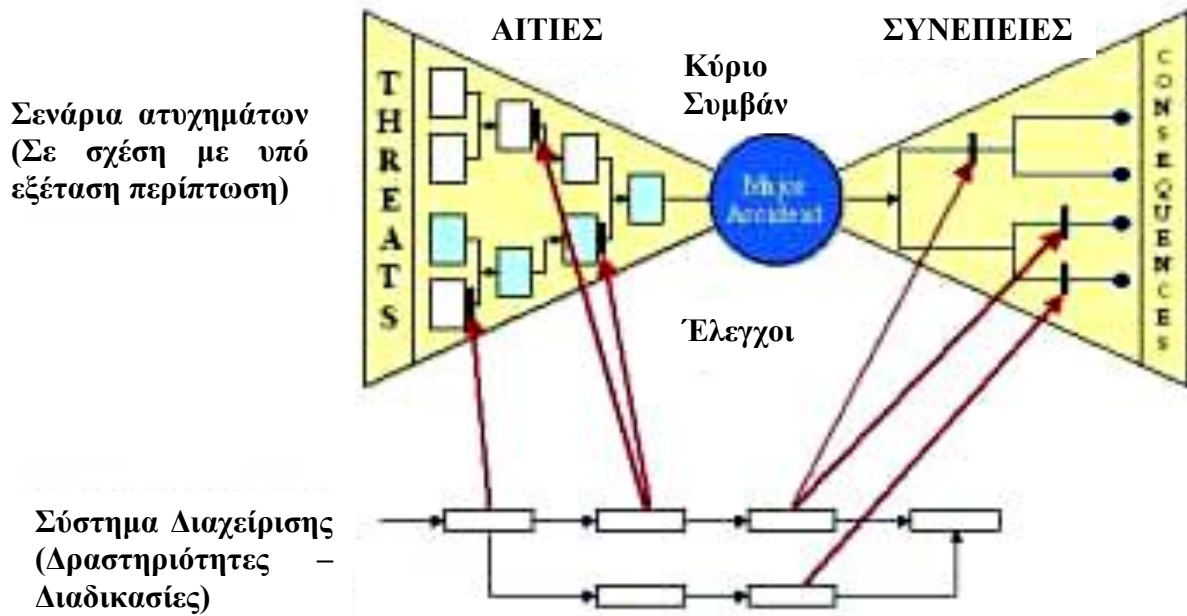 ΑΙΤΙΕΣ
ΣΥΝΕΠΕΙΕΣ
Κύριο
Συμβάν
Σενάρια ατυχημάτων
(Σε σχέση με υπό
εξέταση περίπτωση)
THREATS
Major
Accident
CONSEQUENCES
Έλεγχοι
Σύστημα Διαχείρισης
(Δραστηριότητες –
Διαδικασίες)